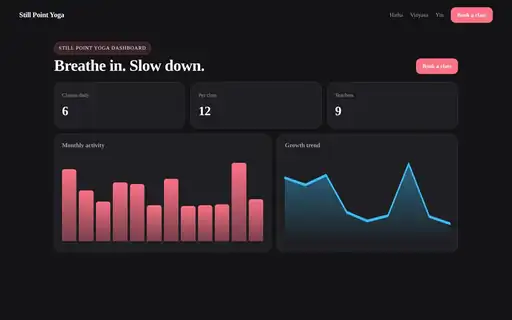 Still Point Yoga
Hatha Vinyasa Yin Book a class
STILL POINT YOGA DASHBOARD
Breathe in. Slow down.
Book a class
Classes daily
6
Per class
12
Teachers
9
Monthly activity
Growth trend